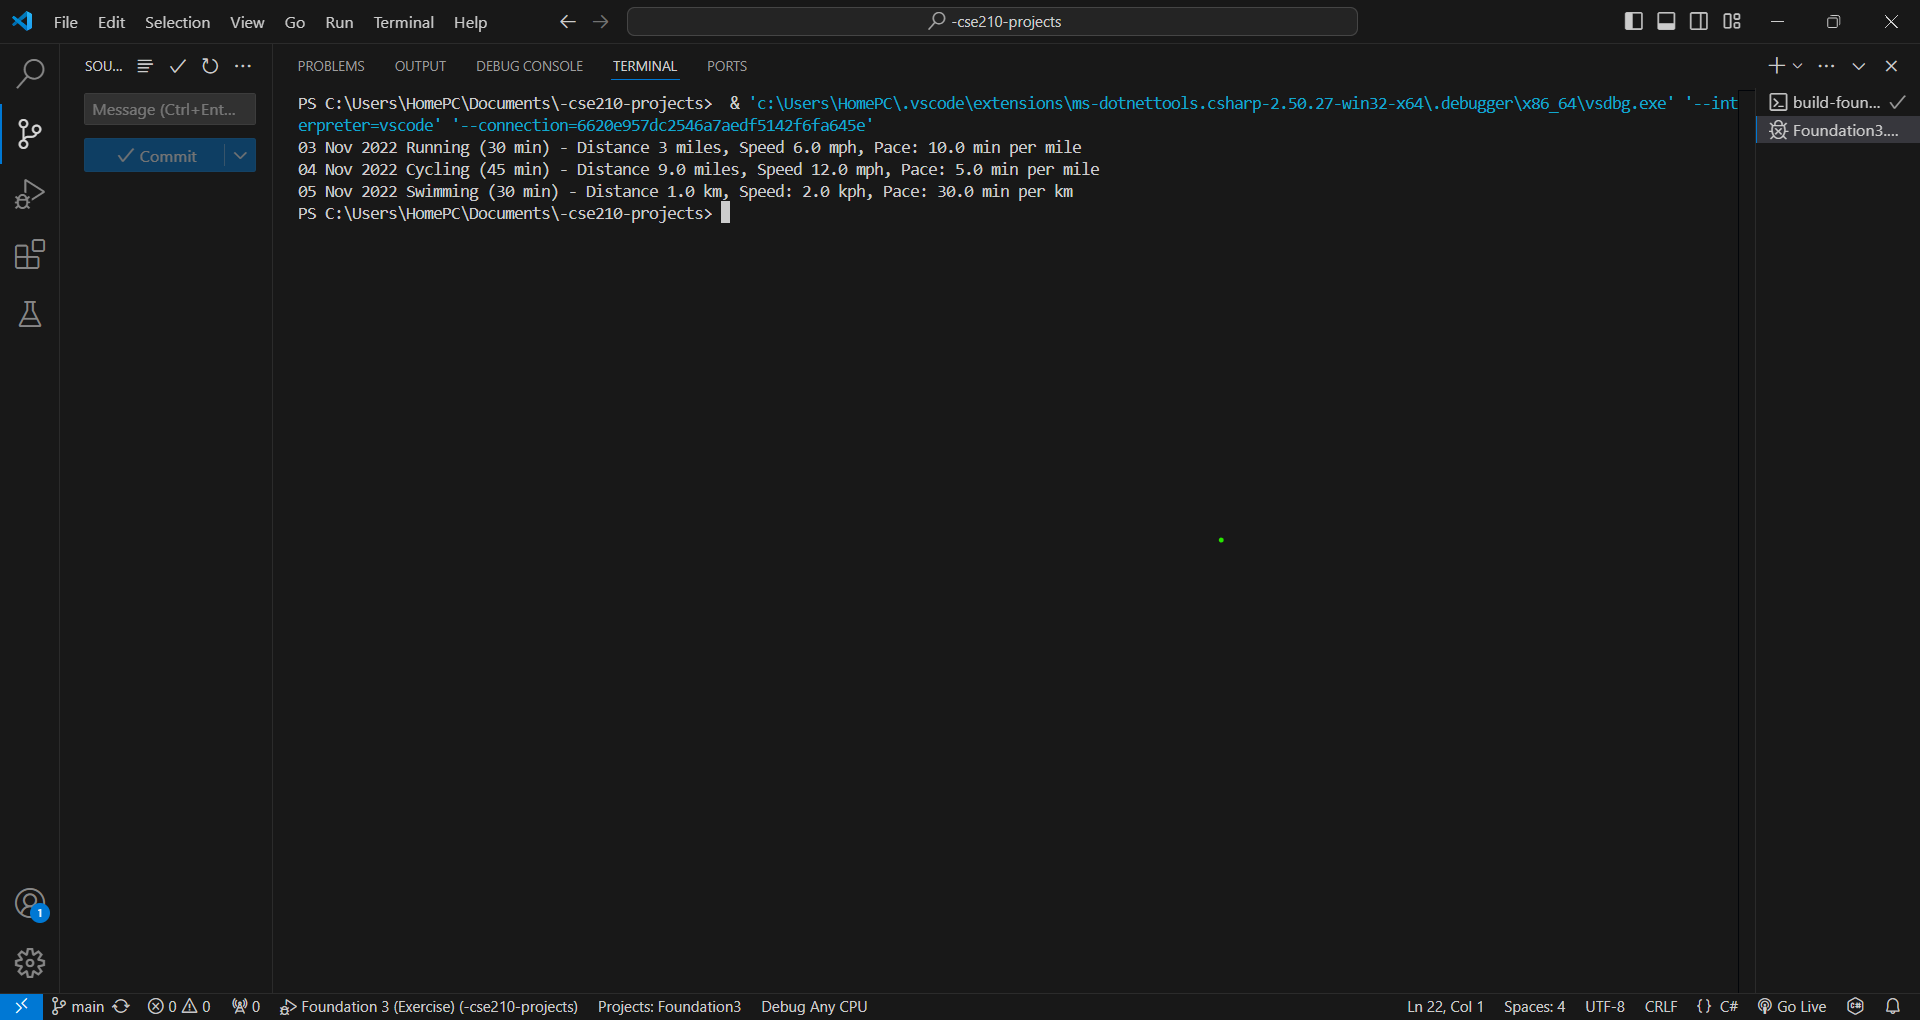 File Edit Selection View Go Run Terminal Help
-cse210-projects
SOU...
PROBLEMS OUTPUT DEBUG CONSOLE TERMINAL PORTS
Message (Ctrl+Ent...
Commit
PS C:\Users\HomePC\Documents\-cse210-projects>  & 'c:\Users\HomePC\.vscode\extensions\ms-dotnettools.csharp-2.50.27-win32-x64\.debugger\x86_64\vsdbg.exe' '--int
erpreter=vscode' '--connection=6620e957dc2546a7aedf5142f6fa645e'
03 Nov 2022 Running (30 min) - Distance 3 miles, Speed 6.0 mph, Pace: 10.0 min per mile
04 Nov 2022 Cycling (45 min) - Distance 9.0 miles, Speed 12.0 mph, Pace: 5.0 min per mile
05 Nov 2022 Swimming (30 min) - Distance 1.0 km, Speed: 2.0 kph, Pace: 30.0 min per km
PS C:\Users\HomePC\Documents\-cse210-projects>
build-foun...
Foundation3....
1
main 0 0 0 Foundation 3 (Exercise) (-cse210-projects) Projects: Foundation3 Debug Any CPU
Ln 22, Col 1 Spaces: 4 UTF-8 CRLF {} C# Go Live